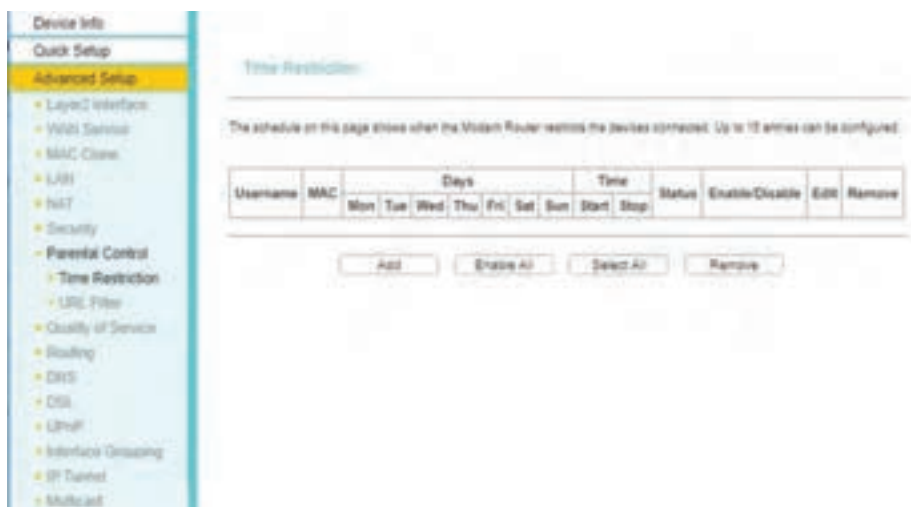 Device Info
Quick Setup
Advanced Setup
Layer2 Interface
WAN Service
MAC Clone
LAN
NAT
Security
Parental Control
Time Restriction
URL Filter
Quality of Service
Routing
DNS
DSL
UPnP
Interface Grouping
IP Tunnel
Multicast
Time Restriction
The schedule on this page shows when the Modem Router restricts the devices connected. Up to 16 entries can be configured.
Username MAC Days Time Status Enable/Disable Edit Remove
Mon Tue Wed Thu Fri Sat Sun Start Stop
Add Enable All Select All Remove